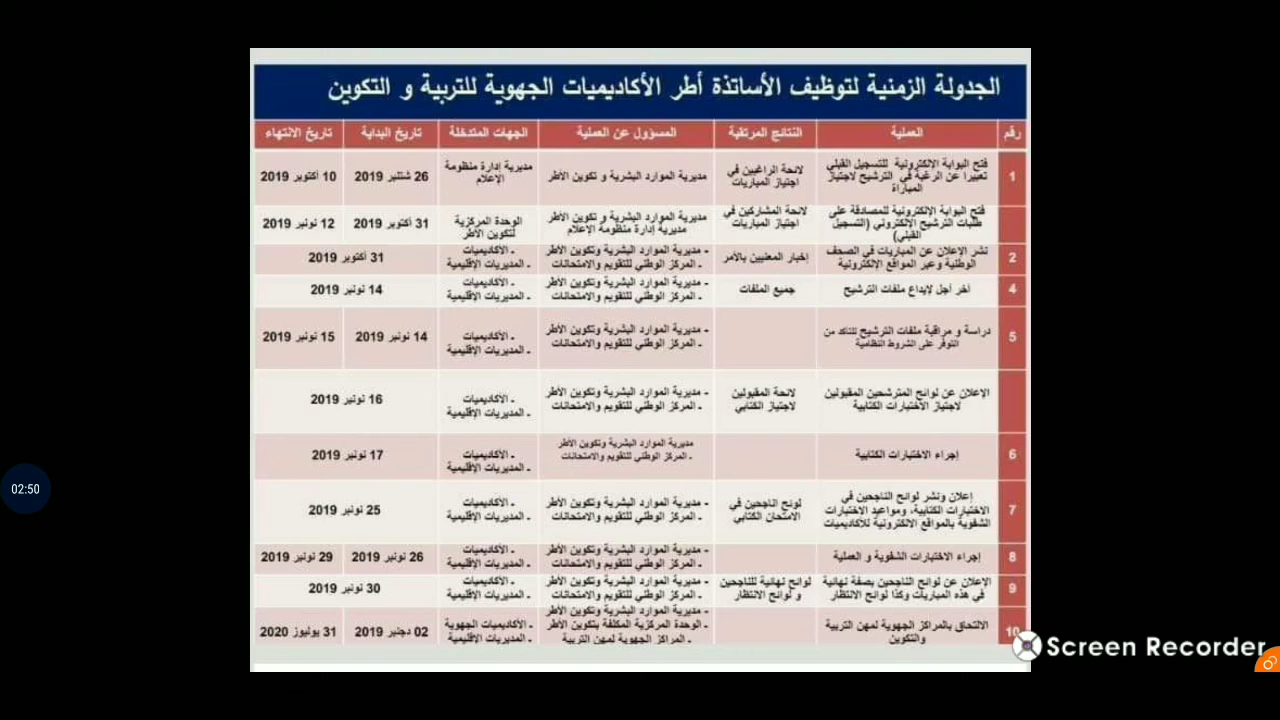 الجدولة الزمنية لتوظيف الأساتذة أطر الأكاديميات الجهوية للتربية و التكوين
رقم العملية النتائج المرتقبة المسؤول عن العملية الجهات المتدخلة تاريخ البداية تاريخ الانتهاء
1 فتح البوابة الالكترونية للتسجيل القبلي تعبيرا عن الرغبة في الترشيح لاجتياز المباراة لائحة الراغبين في اجتياز المباريات مديرية الموارد البشرية و تكوين الأطر مديرية إدارة منظومة الإعلام 26 شتنبر 2019 10 أكتوبر 2019
فتح البوابة الالكترونية للمصادقة على طلبات الترشيح الإلكتروني (التسجيل القبلي) لائحة المشاركين في اجتياز المباريات مديرية الموارد البشرية و تكوين الأطر مديرية إدارة منظومة الإعلام الوحدة المركزية لتكوين الأطر 31 أكتوبر 2019 12 نونبر 2019
2 نشر الإعلان عن المباريات في الصحف الوطنية وعبر المواقع الالكترونية إخبار المعنيين بالأمر - مديرية الموارد البشرية وتكوين الأطر - المركز الوطني للتقويم والامتحانات - الأكاديميات - المديريات الإقليمية 31 أكتوبر 2019
4 آخر أجل لإيداع ملفات الترشيح جميع الملفات - مديرية الموارد البشرية وتكوين الأطر - المركز الوطني للتقويم والامتحانات - الأكاديميات - المديريات الإقليمية 14 نونبر 2019
5 دراسة و مراقبة ملفات الترشيح للتأكد من التوفر على الشروط النظامية - مديرية الموارد البشرية وتكوين الأطر - المركز الوطني للتقويم والامتحانات - الأكاديميات - المديريات الإقليمية 14 نونبر 2019 15 نونبر 2019
الإعلان عن لوائح المترشحين المقبولين لاجتياز الاختبارات الكتابية لائحة المقبولين لاجتياز الكتابي - مديرية الموارد البشرية وتكوين الأطر - المركز الوطني للتقويم والامتحانات - الأكاديميات - المديريات الإقليمية 16 نونبر 2019
6 إجراء الاختبارات الكتابية مديرية الموارد البشرية وتكوين الأطر - المركز الوطني للتقويم والامتحانات - الأكاديميات - المديريات الإقليمية 17 نونبر 2019
7 إعلان ونشر لوائح الناجحين في الاختبارات الكتابية، ومواعيد الاختبارات الشفوية بالمواقع الالكترونية للأكاديميات لوائح الناجحين في الامتحان الكتابي - مديرية الموارد البشرية وتكوين الأطر - المركز الوطني للتقويم والامتحانات - الأكاديميات - المديريات الإقليمية 25 نونبر 2019
8 إجراء الاختبارات الشفوية و العملية - مديرية الموارد البشرية وتكوين الأطر - المركز الوطني للتقويم والامتحانات - الأكاديميات - المديريات الإقليمية 26 نونبر 2019 29 نونبر 2019
9 الإعلان عن لوائح الناجحين بصفة نهائية في هذه المباريات وكذا لوائح الانتظار لوائح نهائية للناجحين و لوائح الانتظار - مديرية الموارد البشرية وتكوين الأطر - المركز الوطني للتقويم والامتحانات - الأكاديميات - المديريات الإقليمية 30 نونبر 2019
10 الالتحاق بالمراكز الجهوية لمهن التربية والتكوين - مديرية الموارد البشرية وتكوين الأطر - الوحدة المركزية المكلفة بتكوين الأطر - المراكز الجهوية لمهن التربية - الأكاديميات الجهوية - المديريات الإقليمية 02 دجنبر 2019 31 يوليوز 2020
02:50
Screen Recorder